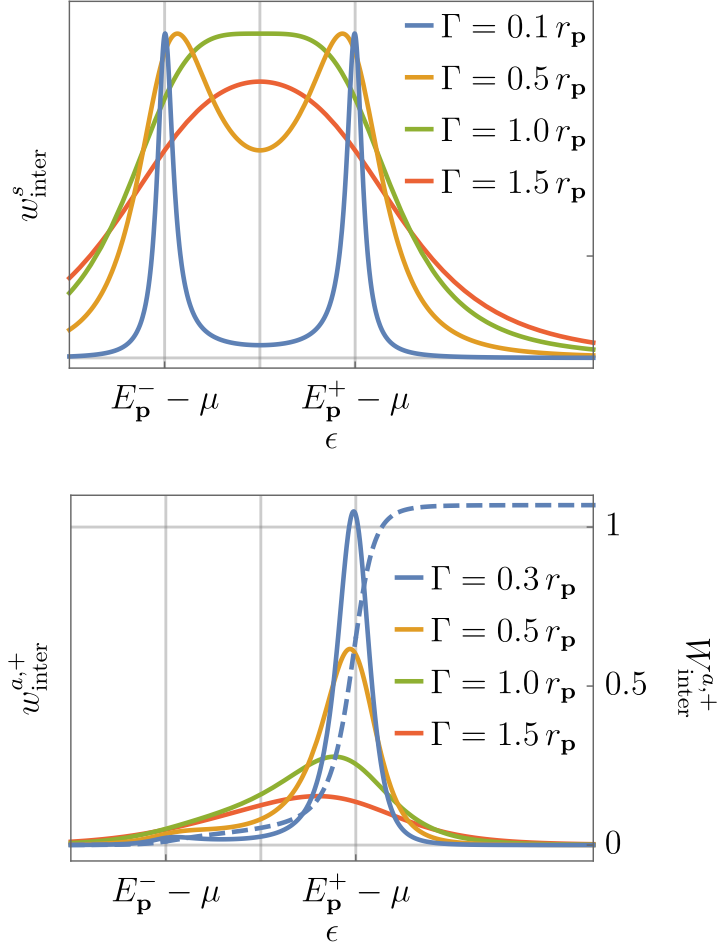 w^s_inter
Γ = 0.1 r_p
Γ = 0.5 r_p
Γ = 1.0 r_p
Γ = 1.5 r_p
E^-_p − μ
E^+_p − μ
ϵ
w^{a,+}_inter
Γ = 0.3 r_p
Γ = 0.5 r_p
Γ = 1.0 r_p
Γ = 1.5 r_p
1
0.5
0
W^{a,+}_inter
E^-_p − μ
E^+_p − μ
ϵ